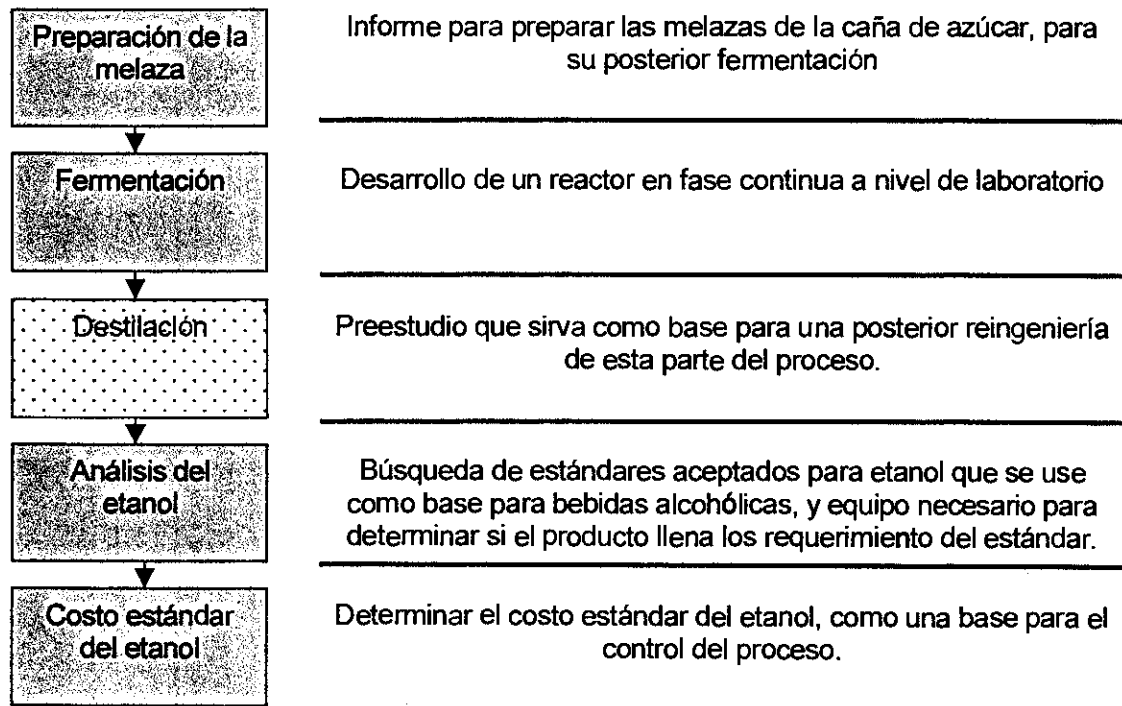 Preparación de la
melaza
Informe para preparar las melazas de la caña de azúcar, para
su posterior fermentación
Fermentación
Desarrollo de un reactor en fase continua a nivel de laboratorio
Destilación
Preestudio que sirva como base para una posterior reingeniería
de esta parte del proceso.
Análisis del
etanol
Búsqueda de estándares aceptados para etanol que se use
como base para bebidas alcohólicas, y equipo necesario para
determinar si el producto llena los requerimiento del estándar.
Costo estándar
del etanol
Determinar el costo estándar del etanol, como una base para el
control del proceso.